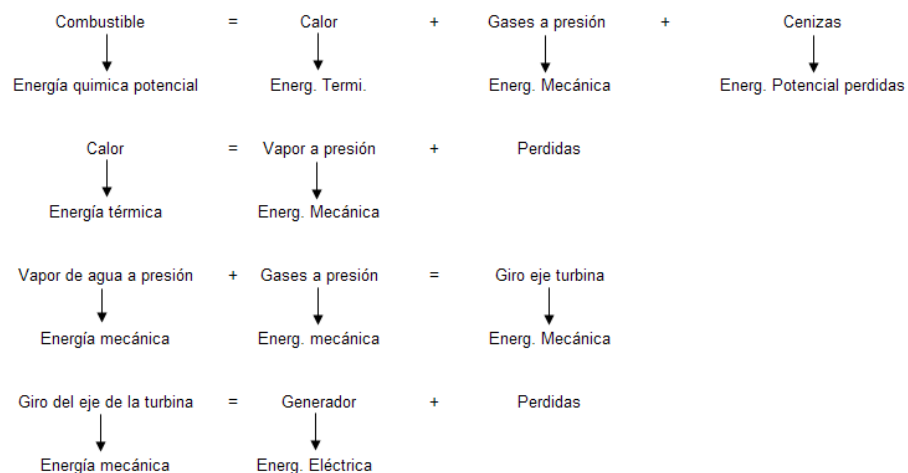 Combustible = Calor + Gases a presión + Cenizas
Energía quimica potencial Energ. Termi. Energ. Mecánica Energ. Potencial perdidas
Calor = Vapor a presión + Perdidas
Energía térmica Energ. Mecánica
Vapor de agua a presión + Gases a presión = Giro eje turbina
Energía mecánica Energ. mecánica Energ. Mecánica
Giro del eje de la turbina = Generador + Perdidas
Energía mecánica Energ. Eléctrica